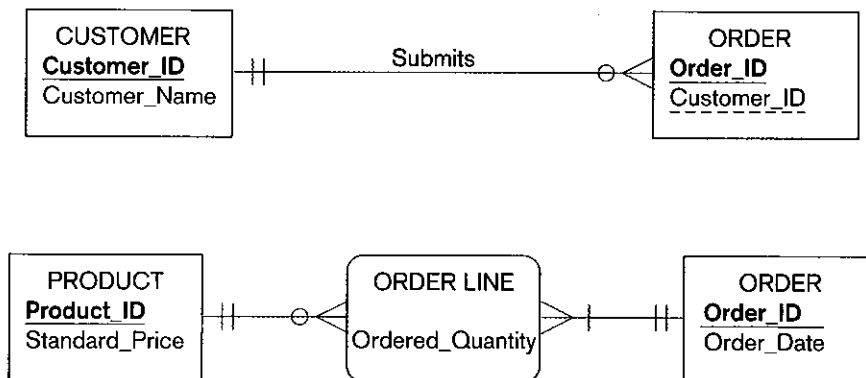 CUSTOMER
Customer_ID
Customer_Name
Submits
ORDER
Order_ID
Customer_ID
PRODUCT
Product_ID
Standard_Price
ORDER LINE
Ordered_Quantity
ORDER
Order_ID
Order_Date